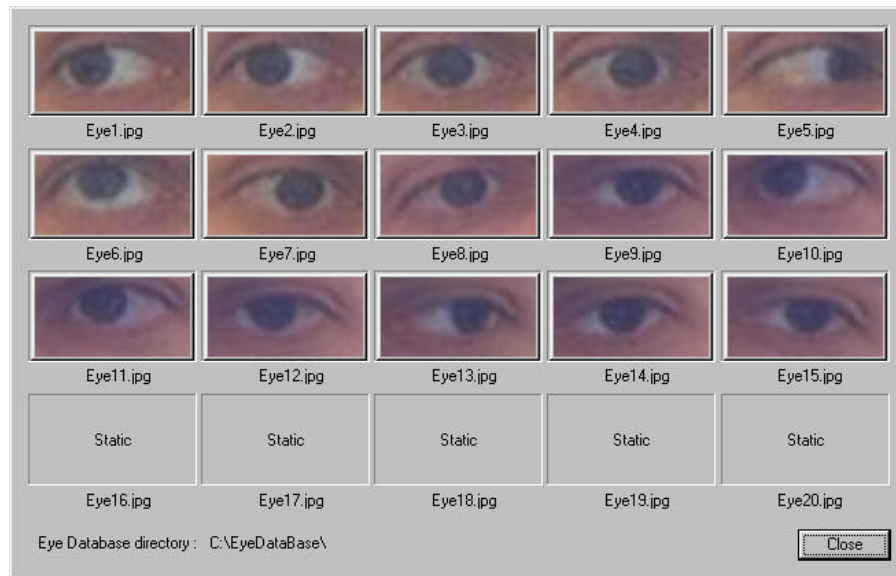 Eye1.jpg Eye2.jpg Eye3.jpg Eye4.jpg Eye5.jpg
Eye6.jpg Eye7.jpg Eye8.jpg Eye9.jpg Eye10.jpg
Eye11.jpg Eye12.jpg Eye13.jpg Eye14.jpg Eye15.jpg
Static Static Static Static Static
Eye16.jpg Eye17.jpg Eye18.jpg Eye19.jpg Eye20.jpg
Eye Database directory : C:\EyeDataBase\ Close